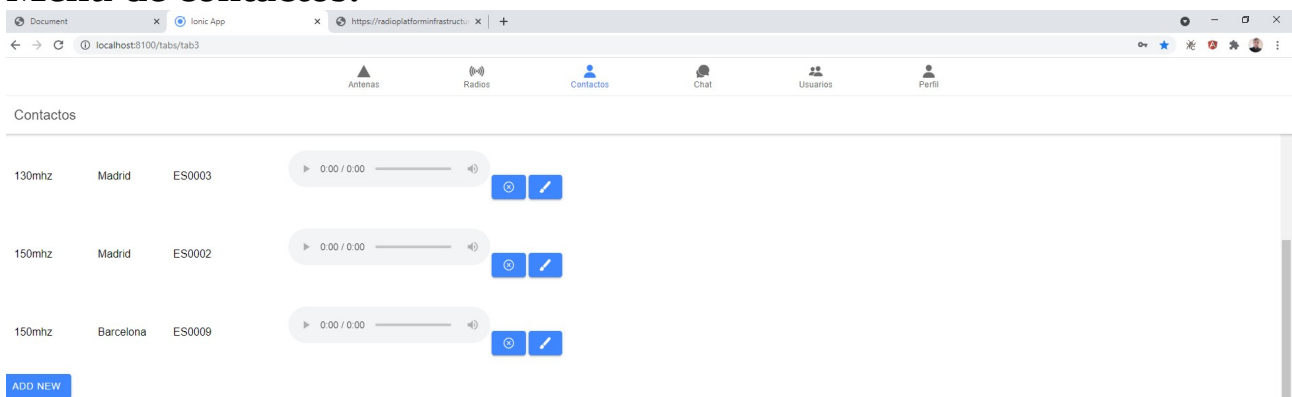 Menú de contactos:
Document Ionic App https://radioplatforminfrastructu
localhost:8100/tabs/tab3
Antenas Radios Contactos Chat Usuarios Perfil
Contactos
130mhz Madrid ES0003 0:00 / 0:00
150mhz Madrid ES0002 0:00 / 0:00
150mhz Barcelona ES0009 0:00 / 0:00
ADD NEW